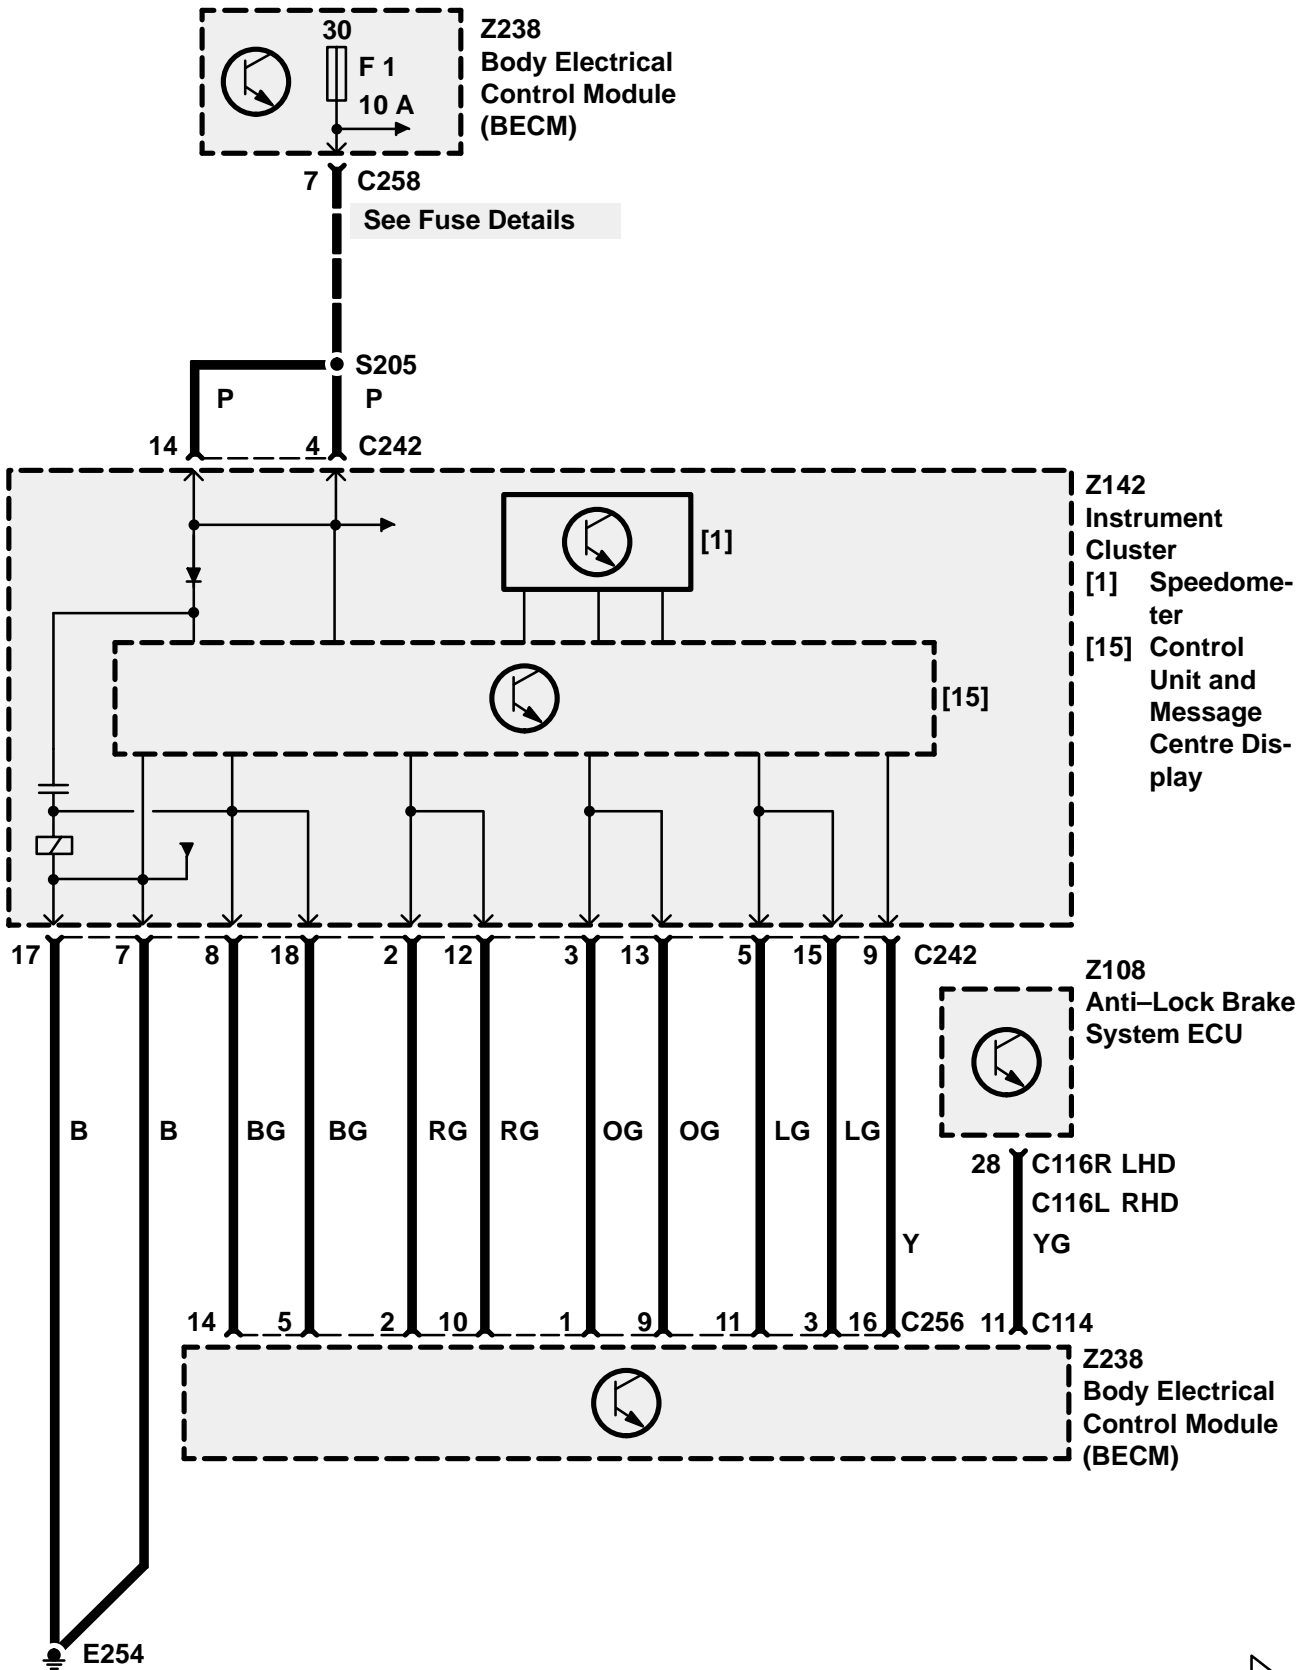 30
F 1
10 A
Z238
Body Electrical
Control Module
(BECM)
7
C258
See Fuse Details
S205
P
P
14
4
C242
Z142
Instrument
Cluster
[1] Speedome-
ter
[15] Control
Unit and
Message
Centre Dis-
play
[1]
[15]
17
7
8
18
2
12
3
13
5
15
9
C242
Z108
Anti–Lock Brake
System ECU
B
B
BG
BG
RG
RG
OG
OG
LG
LG
Y
28
C116R LHD
C116L RHD
YG
14
5
2
10
1
9
11
3
16
C256
11
C114
Z238
Body Electrical
Control Module
(BECM)
E254